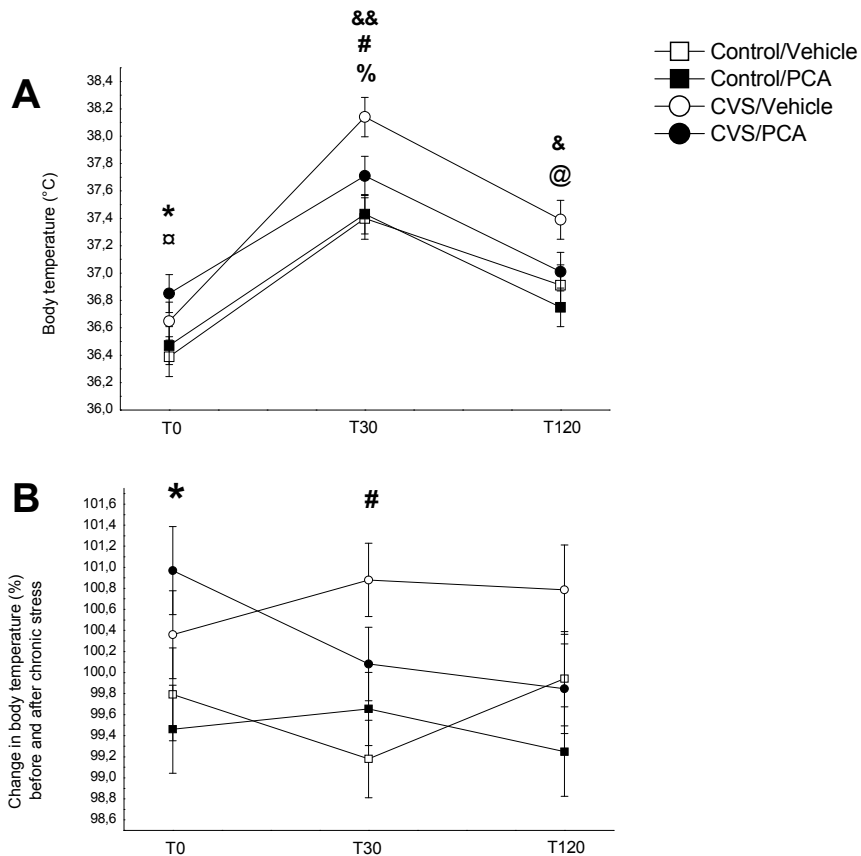 A
&&
#
%
*
¤
&
@
Control/Vehicle
Control/PCA
CVS/Vehicle
CVS/PCA
Body temperature (°C)
38,4
38,2
38,0
37,8
37,6
37,4
37,2
37,0
36,8
36,6
36,4
36,2
36,0
T0
T30
T120
B
*
#
Change in body temperature (%)
before and after chronic stress
101,6
101,4
101,2
101,0
100,8
100,6
100,4
100,2
100,0
99,8
99,6
99,4
99,2
99,0
98,8
98,6
T0
T30
T120